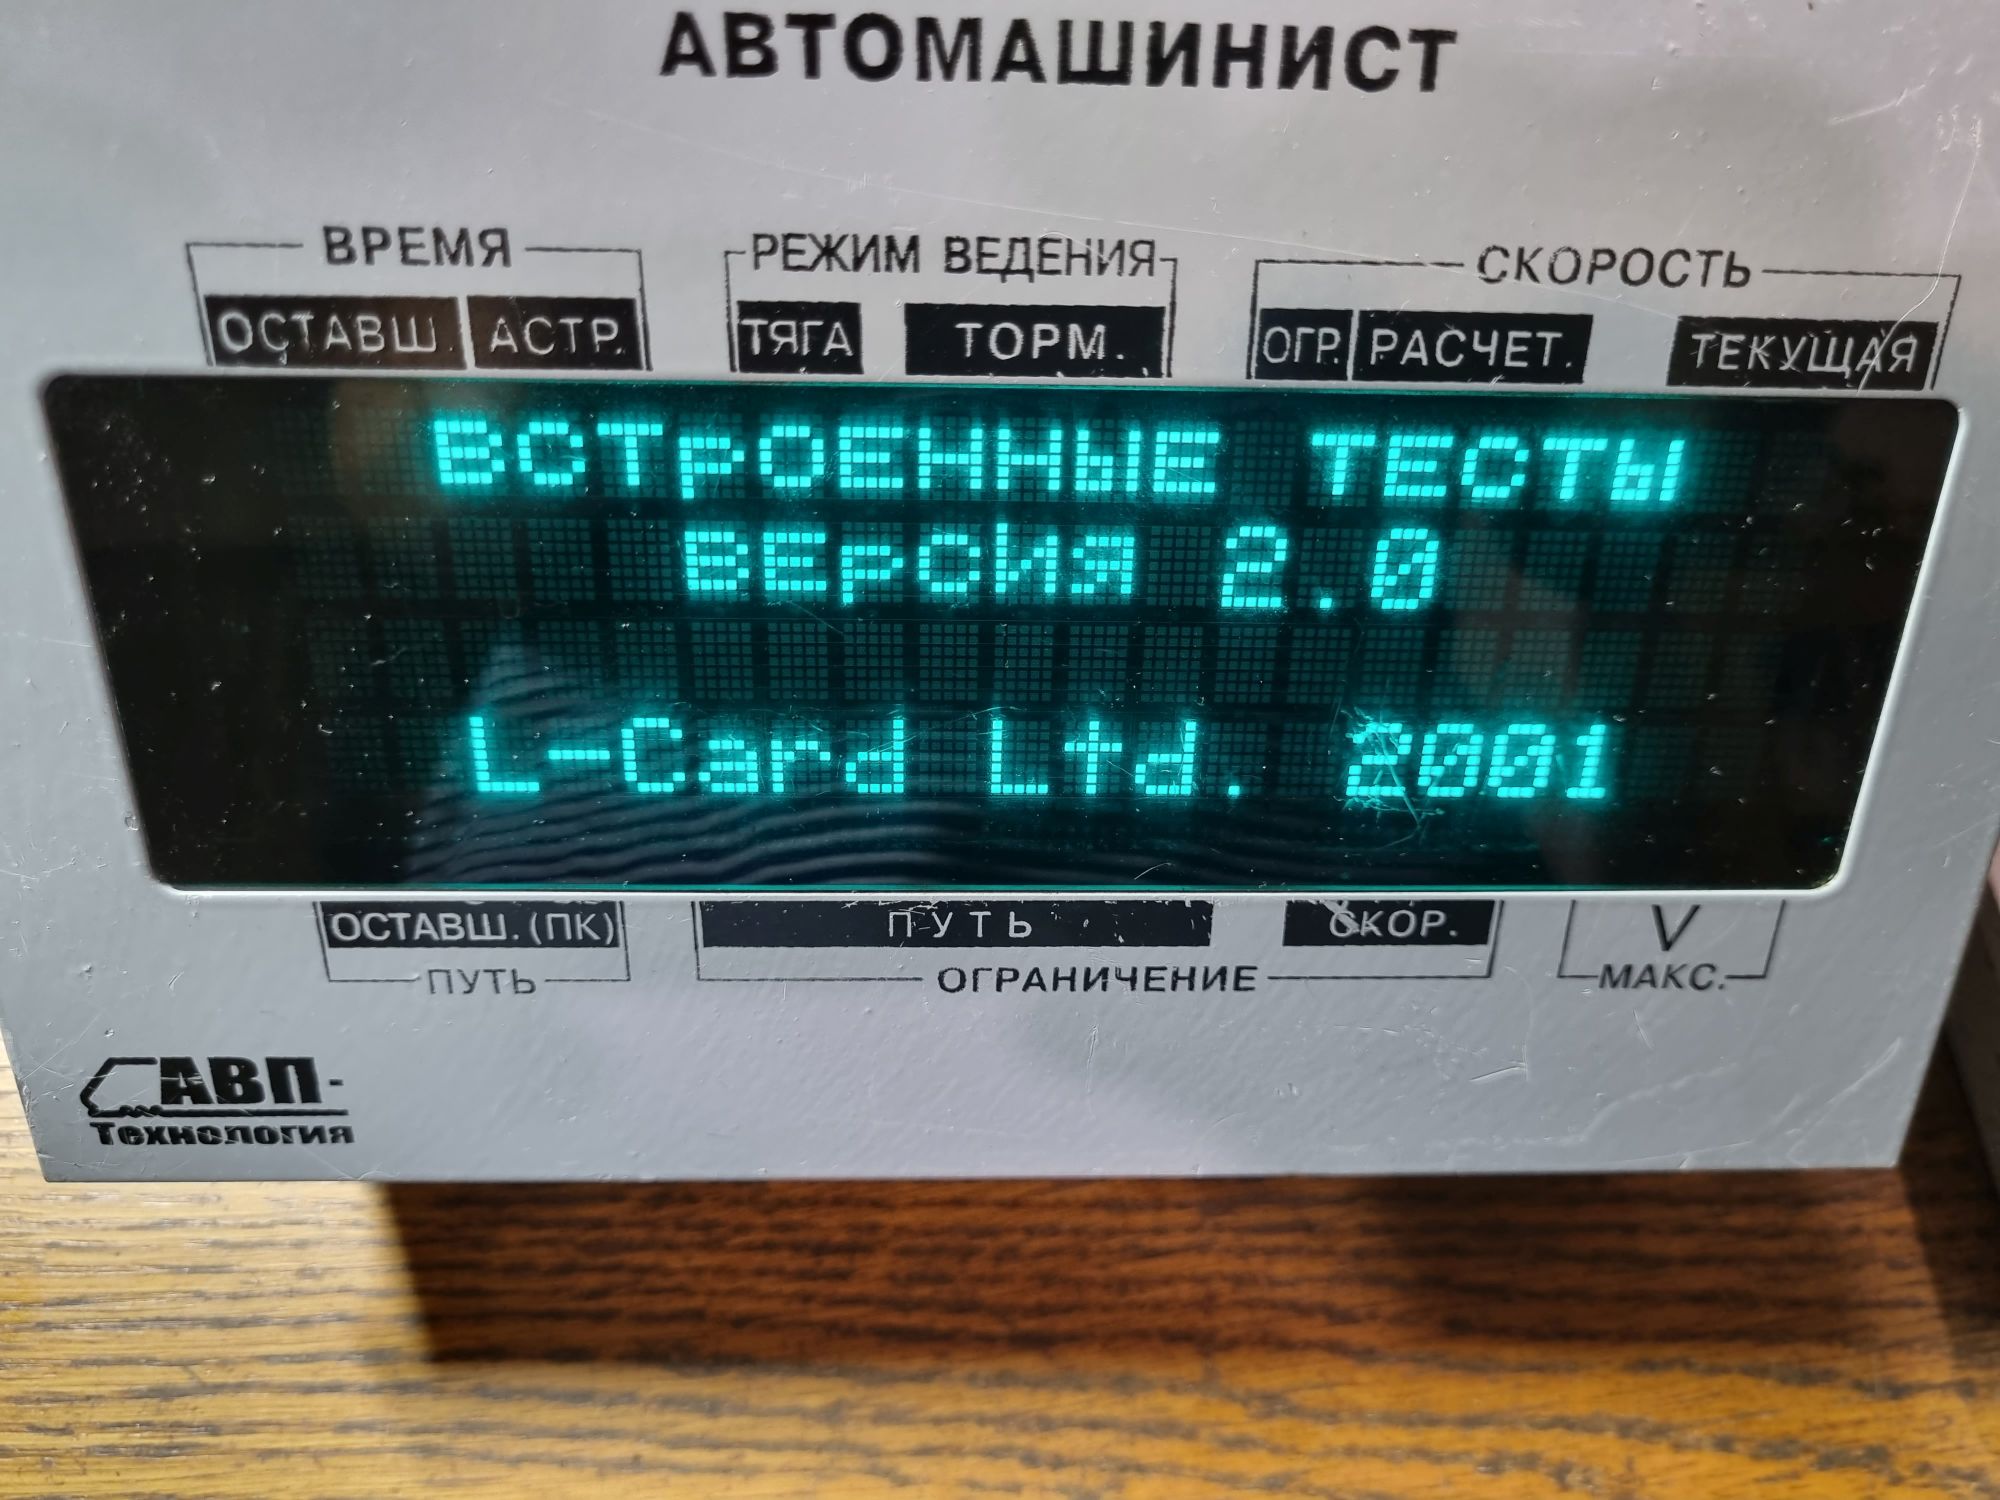 АВТОМАШИНИСТ
ВРЕМЯ РЕЖИМ ВЕДЕНИЯ СКОРОСТЬ
ОСТАВШ. АСТР. ТЯГА ТОРМ. ОГР. РАСЧЕТ. ТЕКУЩАЯ
ВСТРОЕННЫЕ ТЕСТЫ
ВЕРСИЯ 2.0
L-Card Ltd. 2001
ОСТАВШ. (ПК) ПУТЬ СКОР. V
ПУТЬ ОГРАНИЧЕНИЕ МАКС.
АВП-
Технология